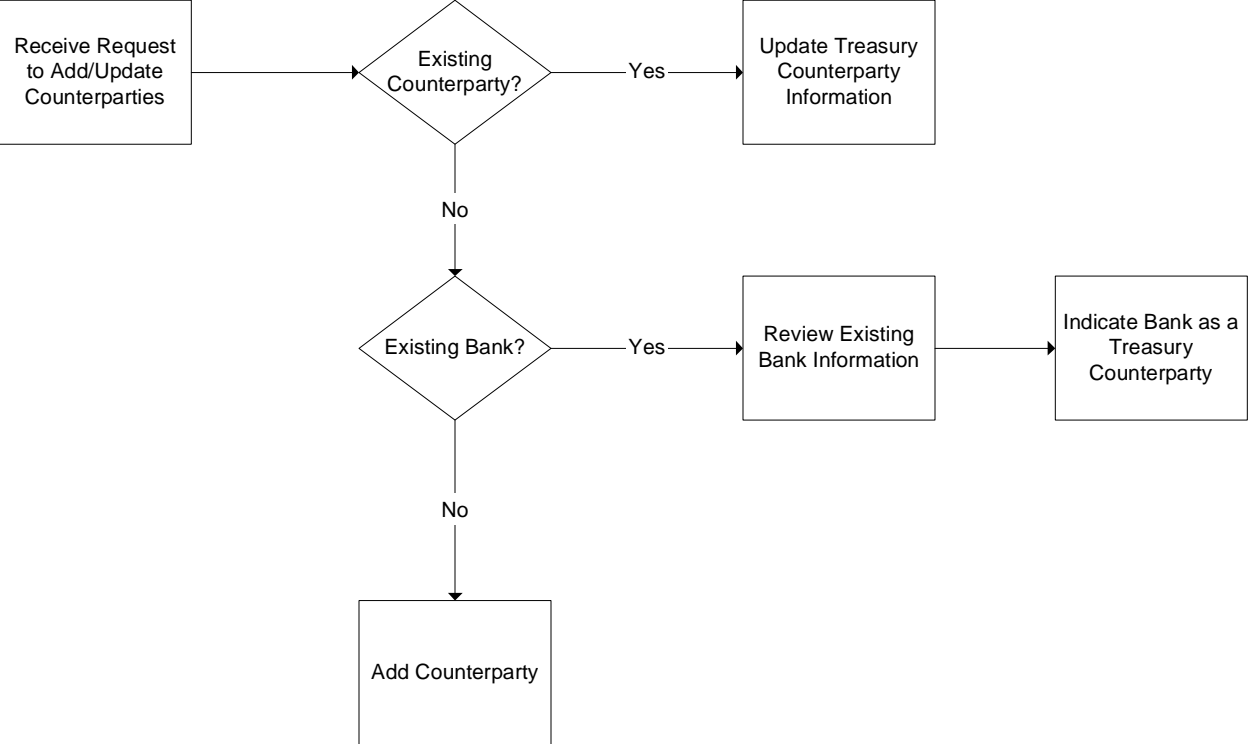 Receive Request
to Add/Update
Counterparties
Existing
Counterparty?
Yes
Update Treasury
Counterparty
Information
No
Existing Bank?
Yes
Review Existing
Bank Information
Indicate Bank as a
Treasury
Counterparty
No
Add Counterparty